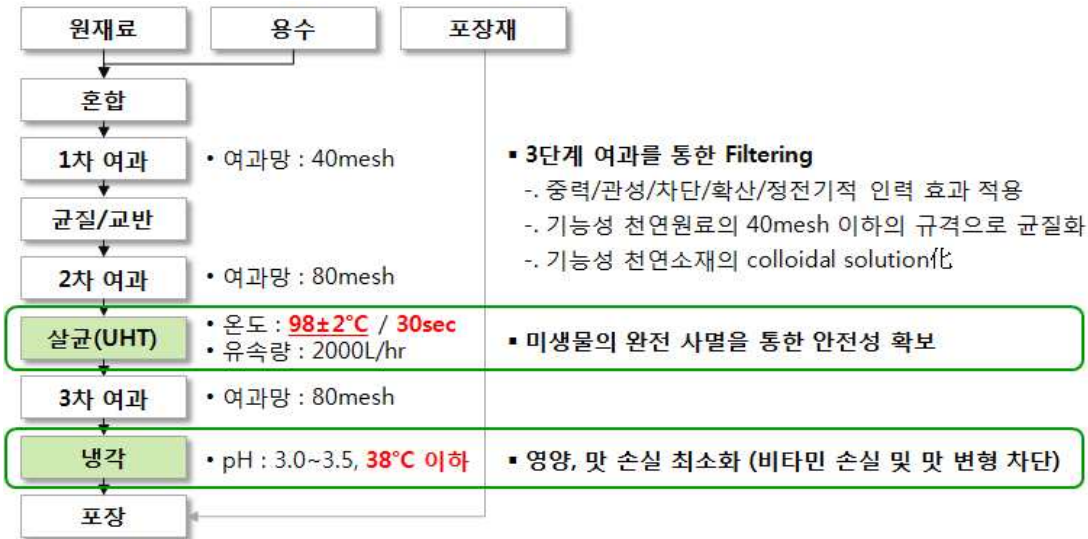 원재료 용수 포장재
혼합
1차 여과 • 여과망 : 40mesh ▪ 3단계 여과를 통한 Filtering
-. 중력/관성/차단/확산/정전기적 인력 효과 적용
균질/교반 -. 기능성 천연원료의 40mesh 이하의 규격으로 균질화
-. 기능성 천연소재의 colloidal solution化
2차 여과 • 여과망 : 80mesh
살균(UHT) • 온도 : 98±2℃ / 30sec ▪ 미생물의 완전 사멸을 통한 안전성 확보
• 유속량 : 2000L/hr
3차 여과 • 여과망 : 80mesh
냉각 • pH : 3.0~3.5, 38℃ 이하 ▪ 영양, 맛 손실 최소화 (비타민 손실 및 맛 변형 차단)
포장